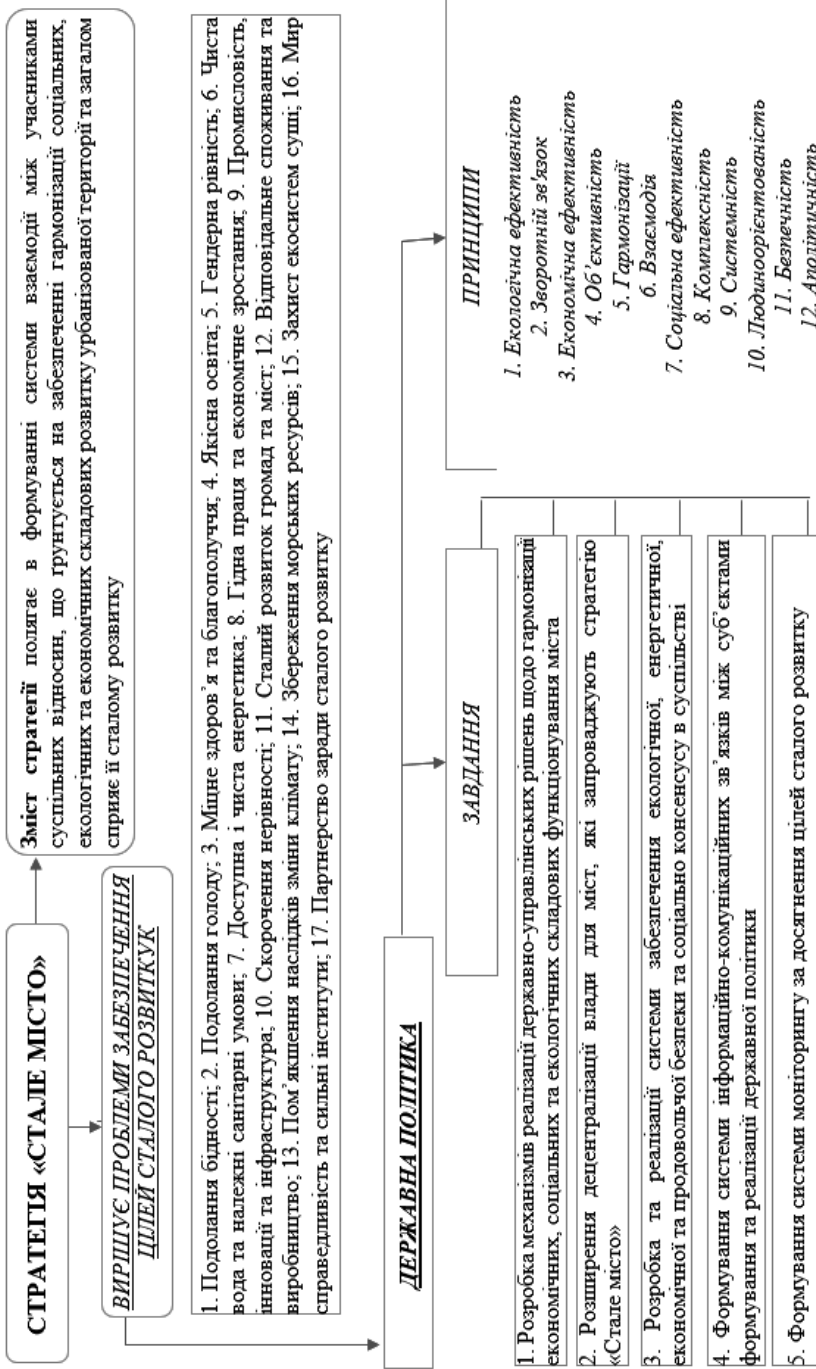 СТРАТЕГІЯ «СТАЛЕ МІСТО»
Зміст стратегії полягає в формуванні системи взаємодії між учасниками
суспільних відносин, що ґрунтується на забезпеченні гармонізації соціальних,
екологічних та економічних складових розвитку урбанізованої території та загалом
сприяє її сталому розвитку
ВИРІШУЄ ПРОБЛЕМИ ЗАБЕЗПЕЧЕННЯ
ЦІЛЕЙ СТАЛОГО РОЗВИТКУК
1. Подолання бідності; 2. Подолання голоду; 3. Міцне здоров’я та благополуччя; 4. Якісна освіта; 5. Гендерна рівність; 6. Чиста
вода та належні санітарні умови; 7. Доступна і чиста енергетика; 8. Гідна праця та економічне зростання; 9. Промисловість,
інновації та інфраструктура; 10. Скорочення нерівності; 11. Сталий розвиток громад та міст; 12. Відповідальне споживання та
виробництво; 13. Пом’якшення наслідків зміни клімату; 14. Збереження морських ресурсів; 15. Захист екосистем суші; 16. Мир
справедливість та сильні інститути; 17. Партнерство заради сталого розвитку
ДЕРЖАВНА ПОЛІТИКА
ЗАВДАННЯ
1. Розробка механізмів реалізації державно-управлінських рішень щодо гармонізації
економічних, соціальних та екологічних складових функціонування міста
2. Розширення децентралізації влади для міст, які запроваджують стратегію
«Стале місто»
3. Розробка та реалізації системи забезпечення екологічної, енергетичної,
економічної та продовольчої безпеки та соціально консенсусу в суспільстві
4. Формування системи інформаційно-комунікаційних зв’язків між суб’єктами
формування та реалізації державної політики
5. Формування системи моніторингу за досягнення цілей сталого розвитку
ПРИНЦИПИ
1. Екологічна ефективність
2. Зворотній зв'язок
3. Економічна ефективність
4. Об’єктивність
5. Гармонізації
6. Взаємодія
7. Соціальна ефективність
8. Комплексність
9. Системність
10. Людиноорієнтованість
11. Безпечність
12. Аполітичність